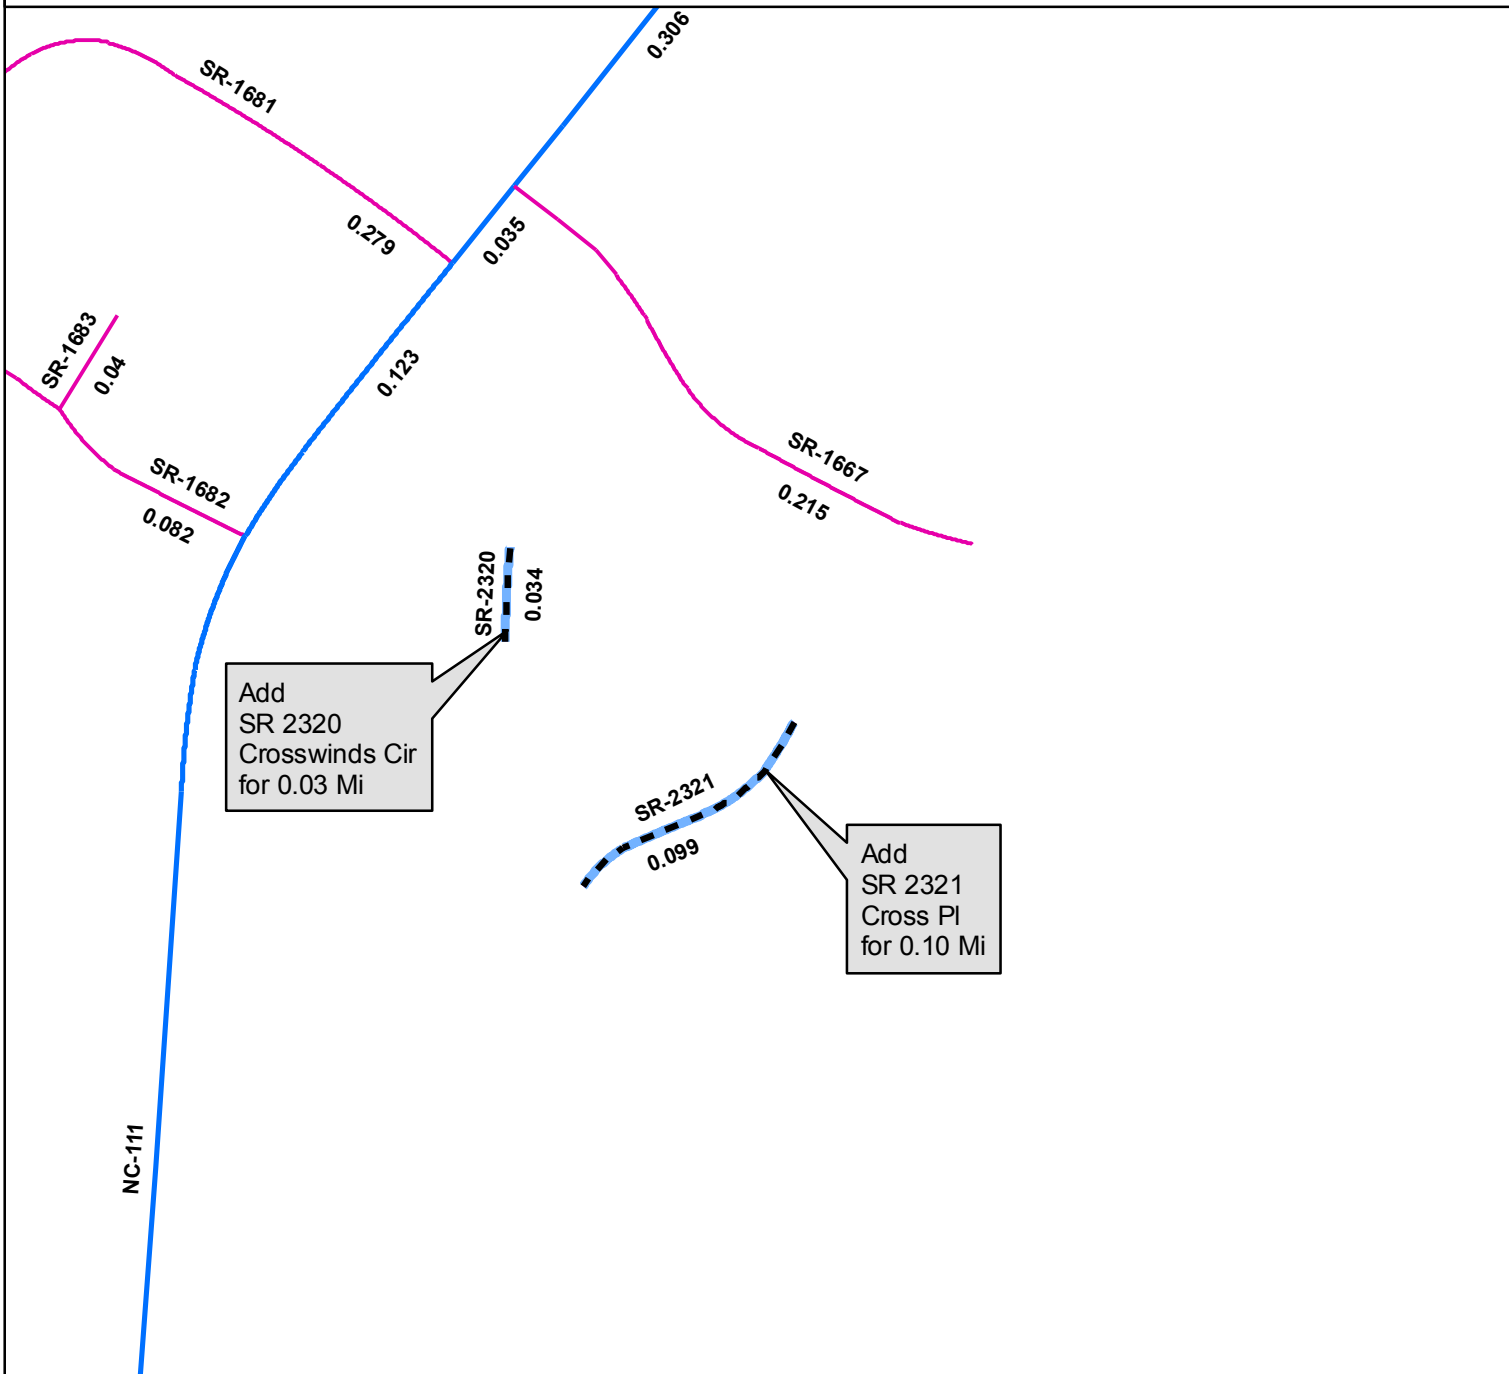 0.306
SR-1681
0.279
0.035
SR-1683
0.04
0.123
SR-1667
0.215
SR-1682
0.082
SR-2320
0.034
Add
SR 2320
Crosswinds Cir
for 0.03 Mi
SR-2321
0.099
Add
SR 2321
Cross Pl
for 0.10 Mi
NC-111